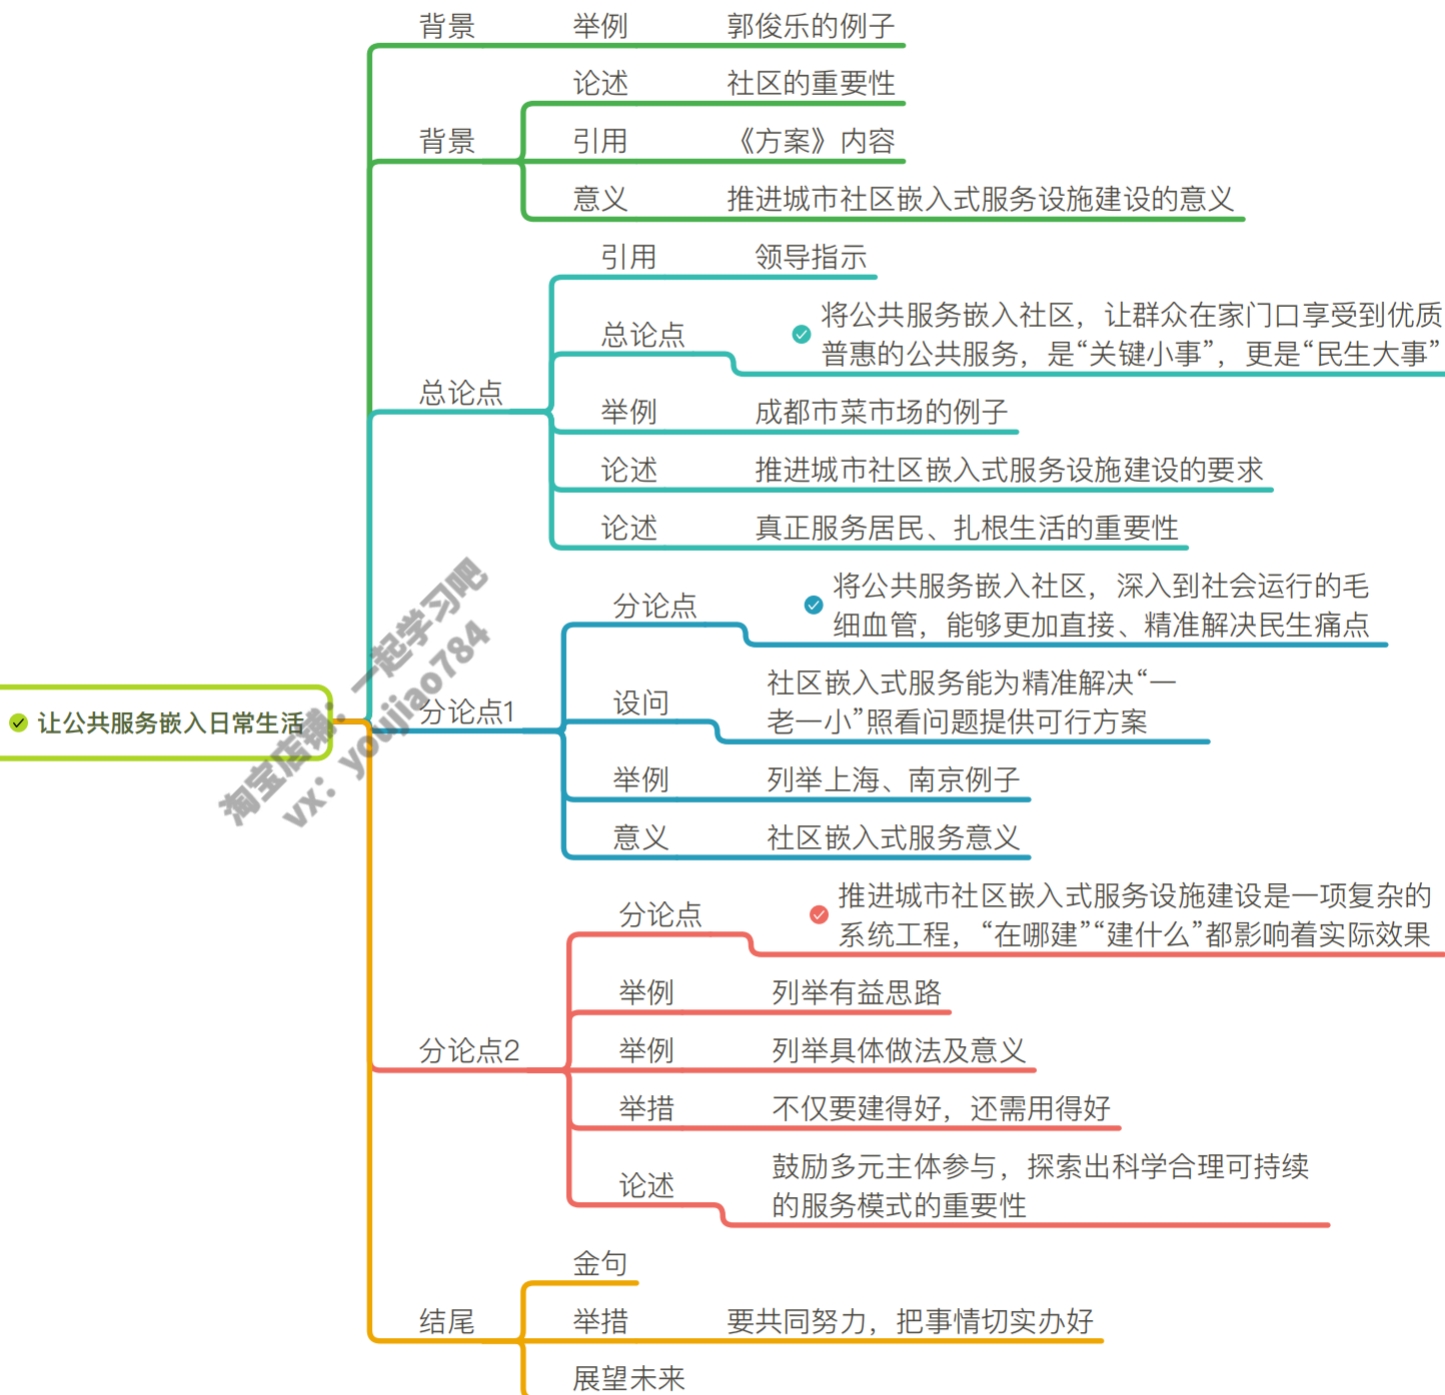 背景 举例 郭俊乐的例子
论述 社区的重要性
背景 引用 《方案》内容
意义 推进城市社区嵌入式服务设施建设的意义
引用 领导指示
总论点 将公共服务嵌入社区，让群众在家门口享受到优质
普惠的公共服务，是“关键小事”，更是“民生大事”
总论点
举例 成都市菜市场的例子
论述 推进城市社区嵌入式服务设施建设的要求
论述 真正服务居民、扎根生活的重要性
分论点 将公共服务嵌入社区，深入到社会运行的毛
细血管，能够更加直接、精准解决民生痛点
设问 社区嵌入式服务能为精准解决“一
老一小”照看问题提供可行方案
让公共服务嵌入日常生活
分论点1
举例 列举上海、南京例子
意义 社区嵌入式服务意义
分论点 推进城市社区嵌入式服务设施建设是一项复杂的
系统工程，“在哪建”“建什么”都影响着实际效果
举例 列举有益思路
分论点2
举例 列举具体做法及意义
举措 不仅要建得好，还需用得好
论述 鼓励多元主体参与，探索出科学合理可持续
的服务模式的重要性
金句
结尾 举措 要共同努力，把事情切实办好
展望未来
淘宝店铺：一起学习吧
vx：youjiao784